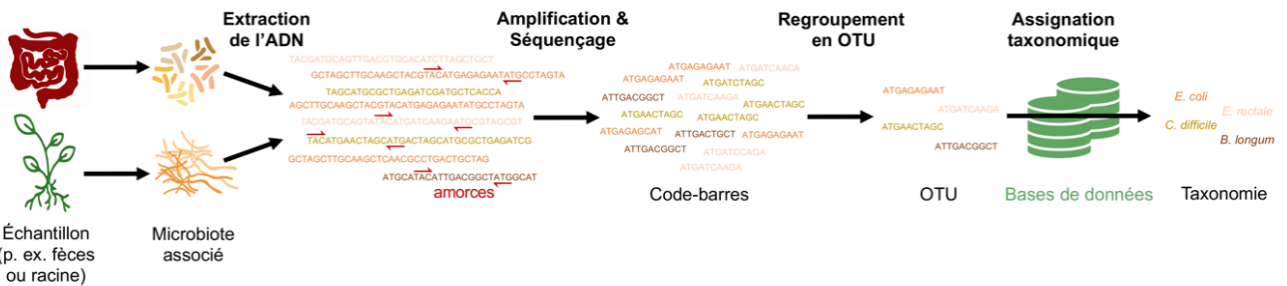 Extraction
de l'ADN
Amplification &
Séquençage
Regroupement
en OTU
Assignation
taxonomique
TACGATGCAGTTGACGTGCACATCTTAGCTGCT
GCTAGCTTGCAAGCTACGTACATGAGAGAATATGCCTAGTA
TAGCATGCGCTGAGATCGATGCTCACCA
AGCTTGCAAGCTACGTACATGAGAGAATATGCCTAGTA
TACGATGCAGTATACATGATCAAGAATGCGTAGCGT
TACATGAACTAGCATGACTAGCATGCGCTGAGATCG
GCTAGCTTGCAAGCTCAACGCCTGACTGCTAG
ATGCATACATTGACGGCTATGGCAT
amorces
ATGAGAGAAT
ATGATCAACA
ATGAGAGAAT
ATGATCTAGC
ATTGACGGCT
ATGATCAAGA
ATGAACTAGC
ATGAACTAGC
ATGAACTAGC
ATGAGAGCAT
ATTGACTGCT
ATGAGAGAAT
ATTGACGGCT
ATGATCCAGA
ATGATCAAGA
Code-barres
ATGAGAGAAT
ATGATCAAGA
ATGAACTAGC
ATTGACGGCT
OTU
Bases de données
E. coli
E. rectale
C. difficile
B. longum
Taxonomie
Échantillon
(p. ex. fèces
ou racine)
Microbiote
associé